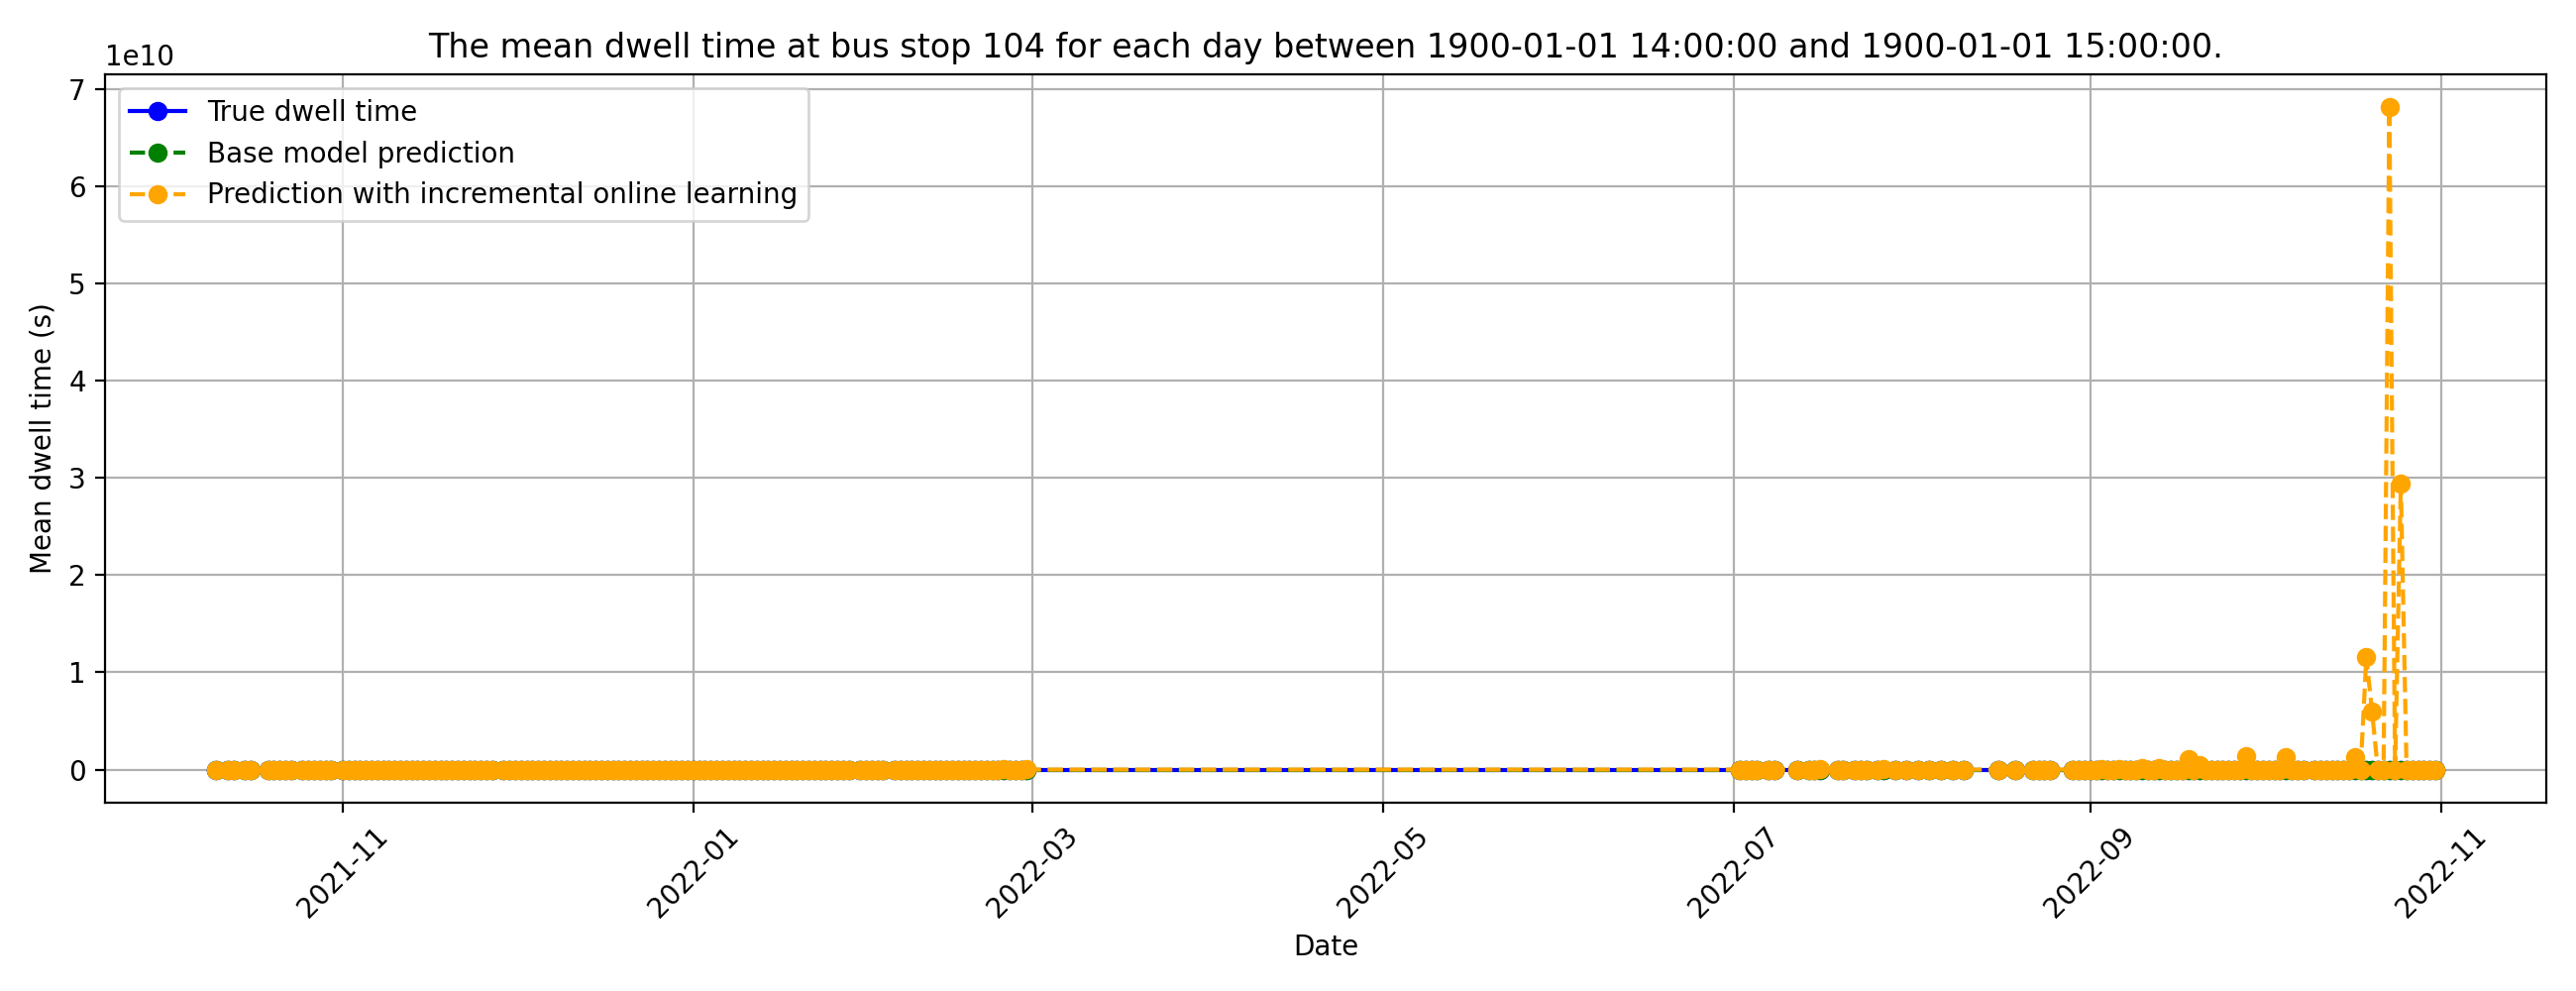 The mean dwell time at bus stop 104 for each day between 1900-01-01 14:00:00 and 1900-01-01 15:00:00.
1e10
7
6
5
4
3
2
1
0
Mean dwell time (s)
True dwell time
Base model prediction
Prediction with incremental online learning
2021-11
2022-01
2022-03
2022-05
2022-07
2022-09
2022-11
Date